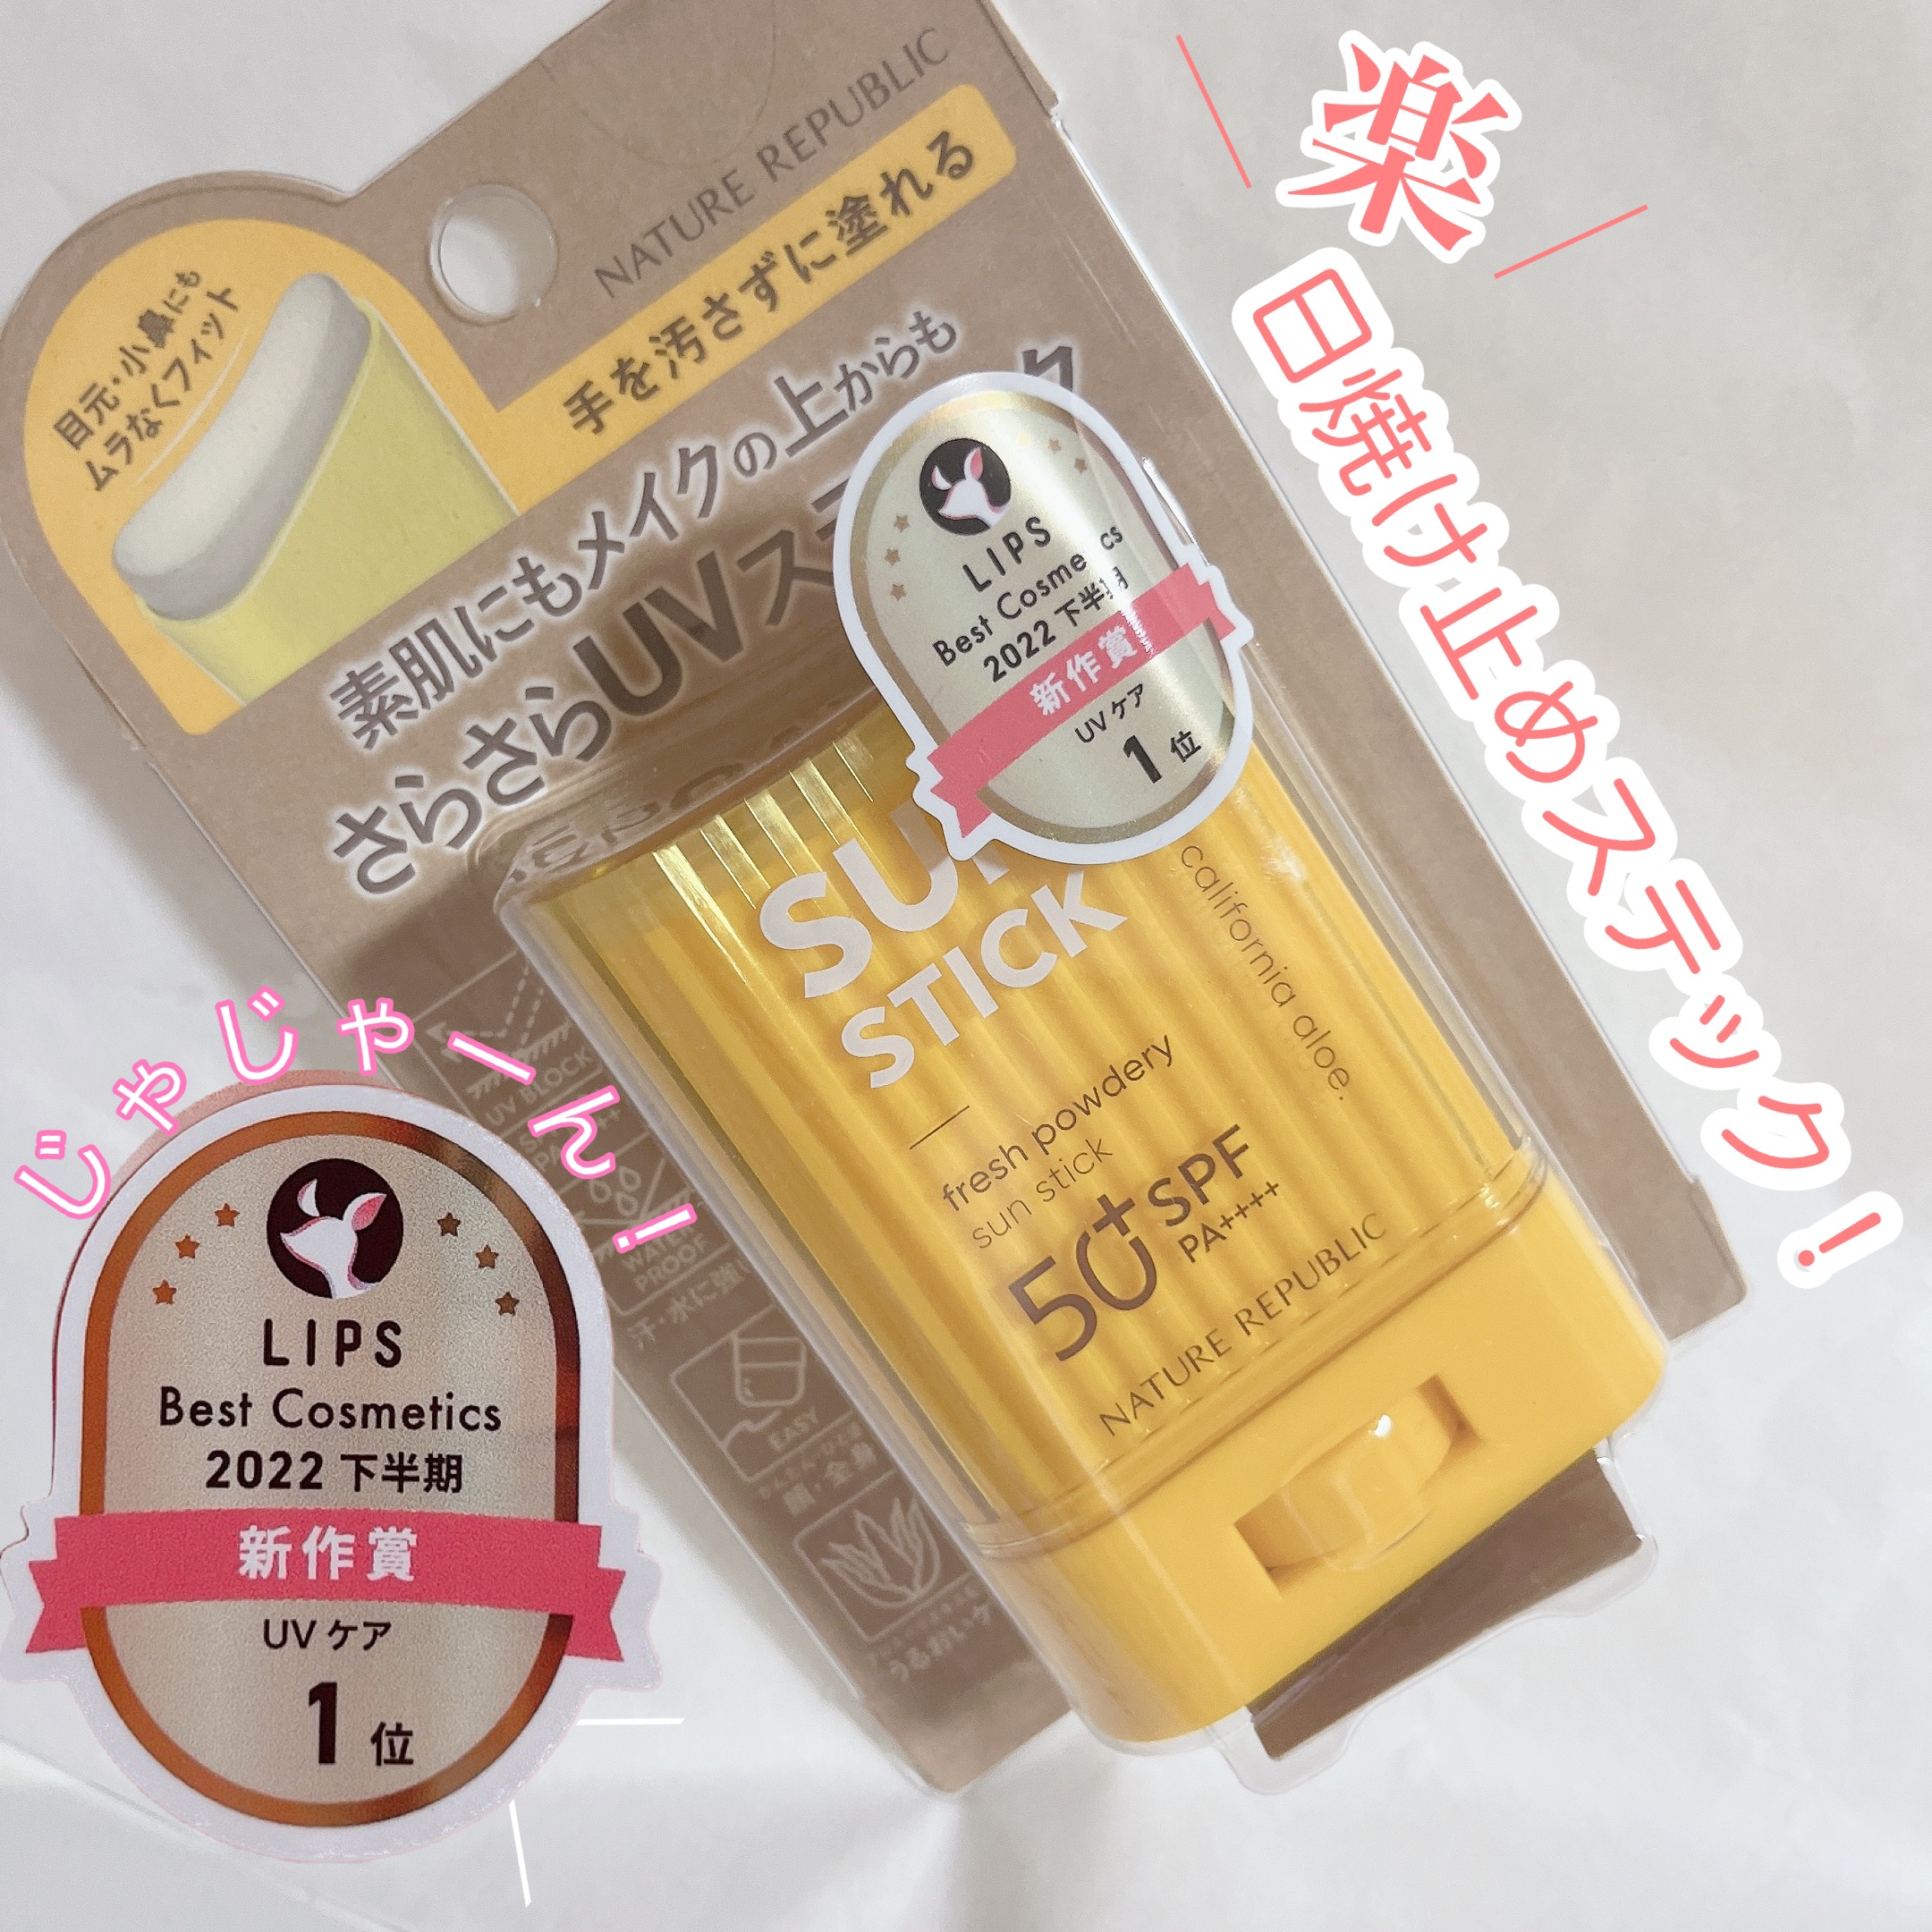 楽
日焼け止めステック!
NATURE REPUBLIC
手を汚さずに塗れる
目元・小鼻にも
ムラなくフィット
素肌にもメイクの上からも
さらさらUVステ ク
LIPS
Best Cosmetics
2022 下半期
新作賞
UV ケア
1 位
SUN
STICK
california aloe.
fresh powdery
sun stick
50+ SPF
PA++++
NATURE REPUBLIC
UV BLOCK
WATER
PROOF
汗・水に強い
EASY
顔・全身
うるおいケ
じゃじゃーん!
LIPS
Best Cosmetics
2022 下半期
新作賞
UV ケア
1 位